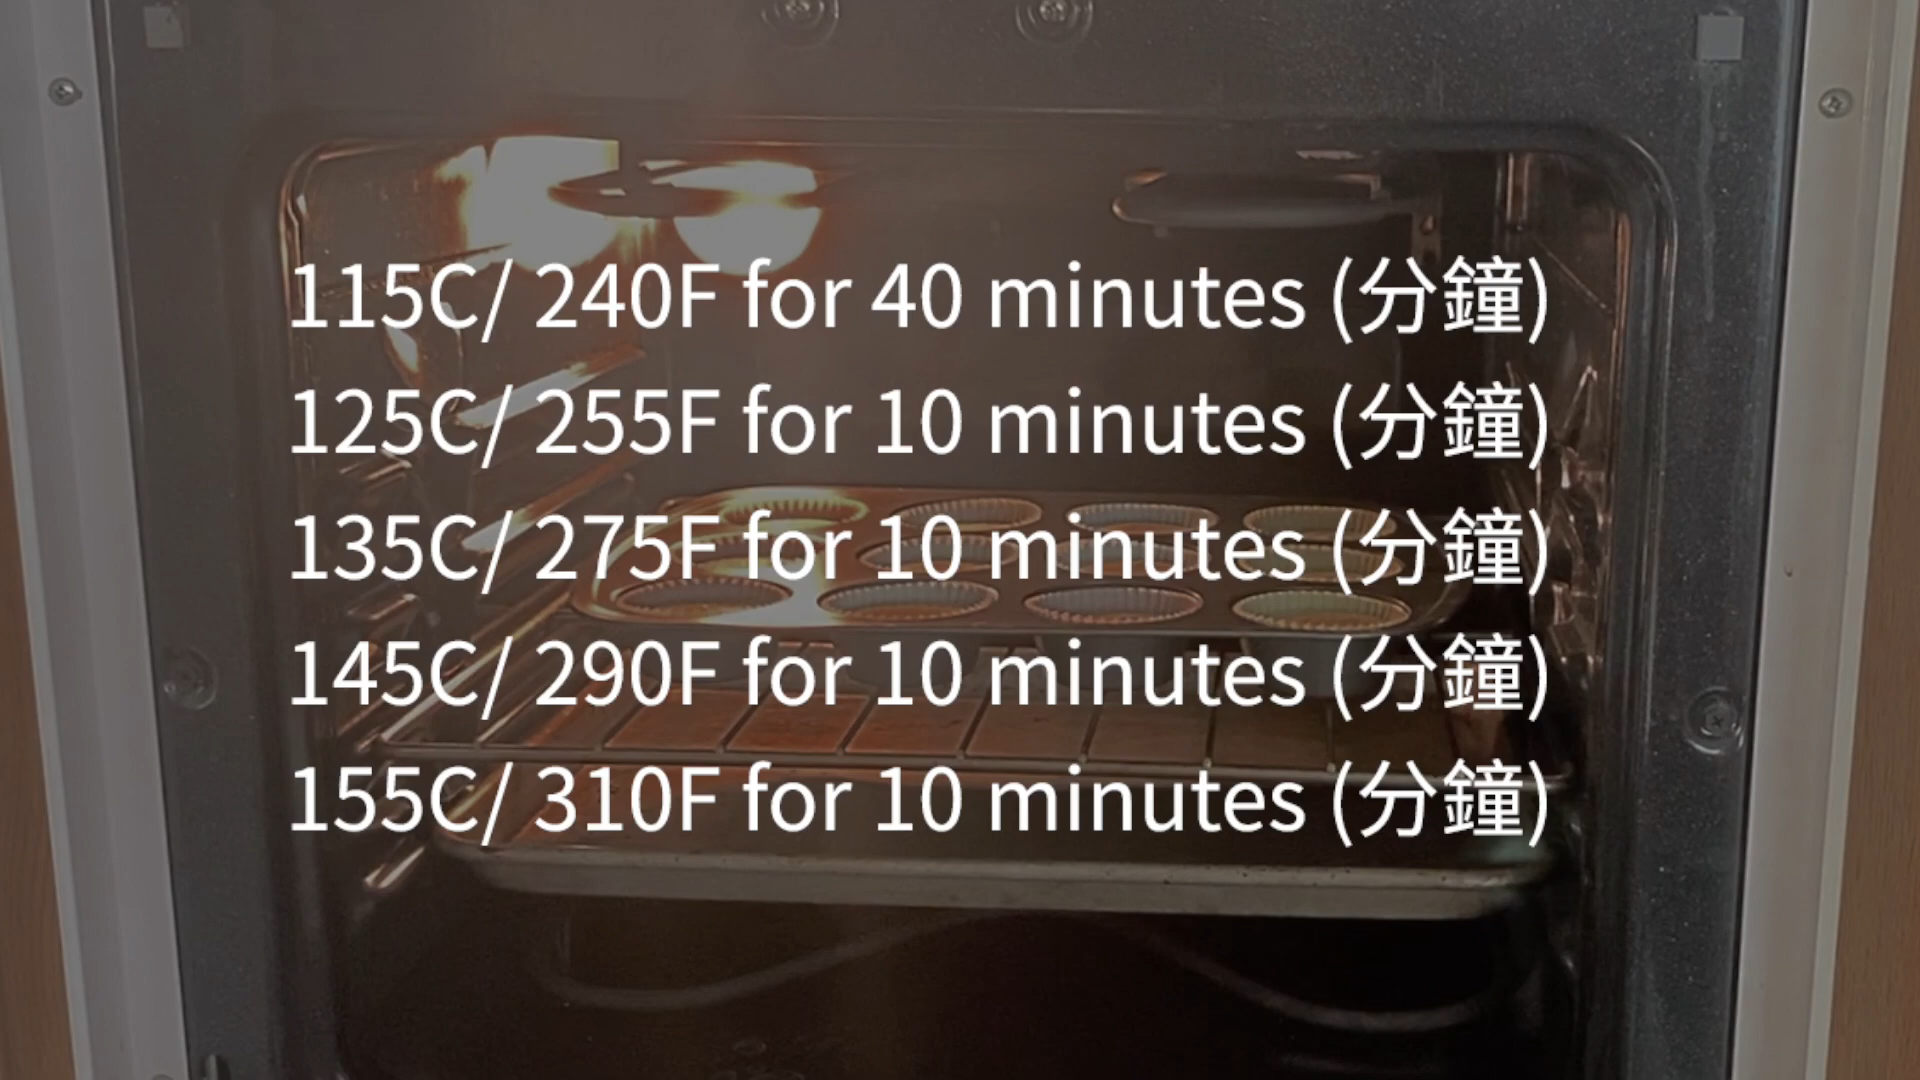 115C/ 240F for 40 minutes (分鐘)
125C/ 255F for 10 minutes (分鐘)
135C/ 275F for 10 minutes (分鐘)
145C/ 290F for 10 minutes (分鐘)
155C/ 310F for 10 minutes (分鐘)